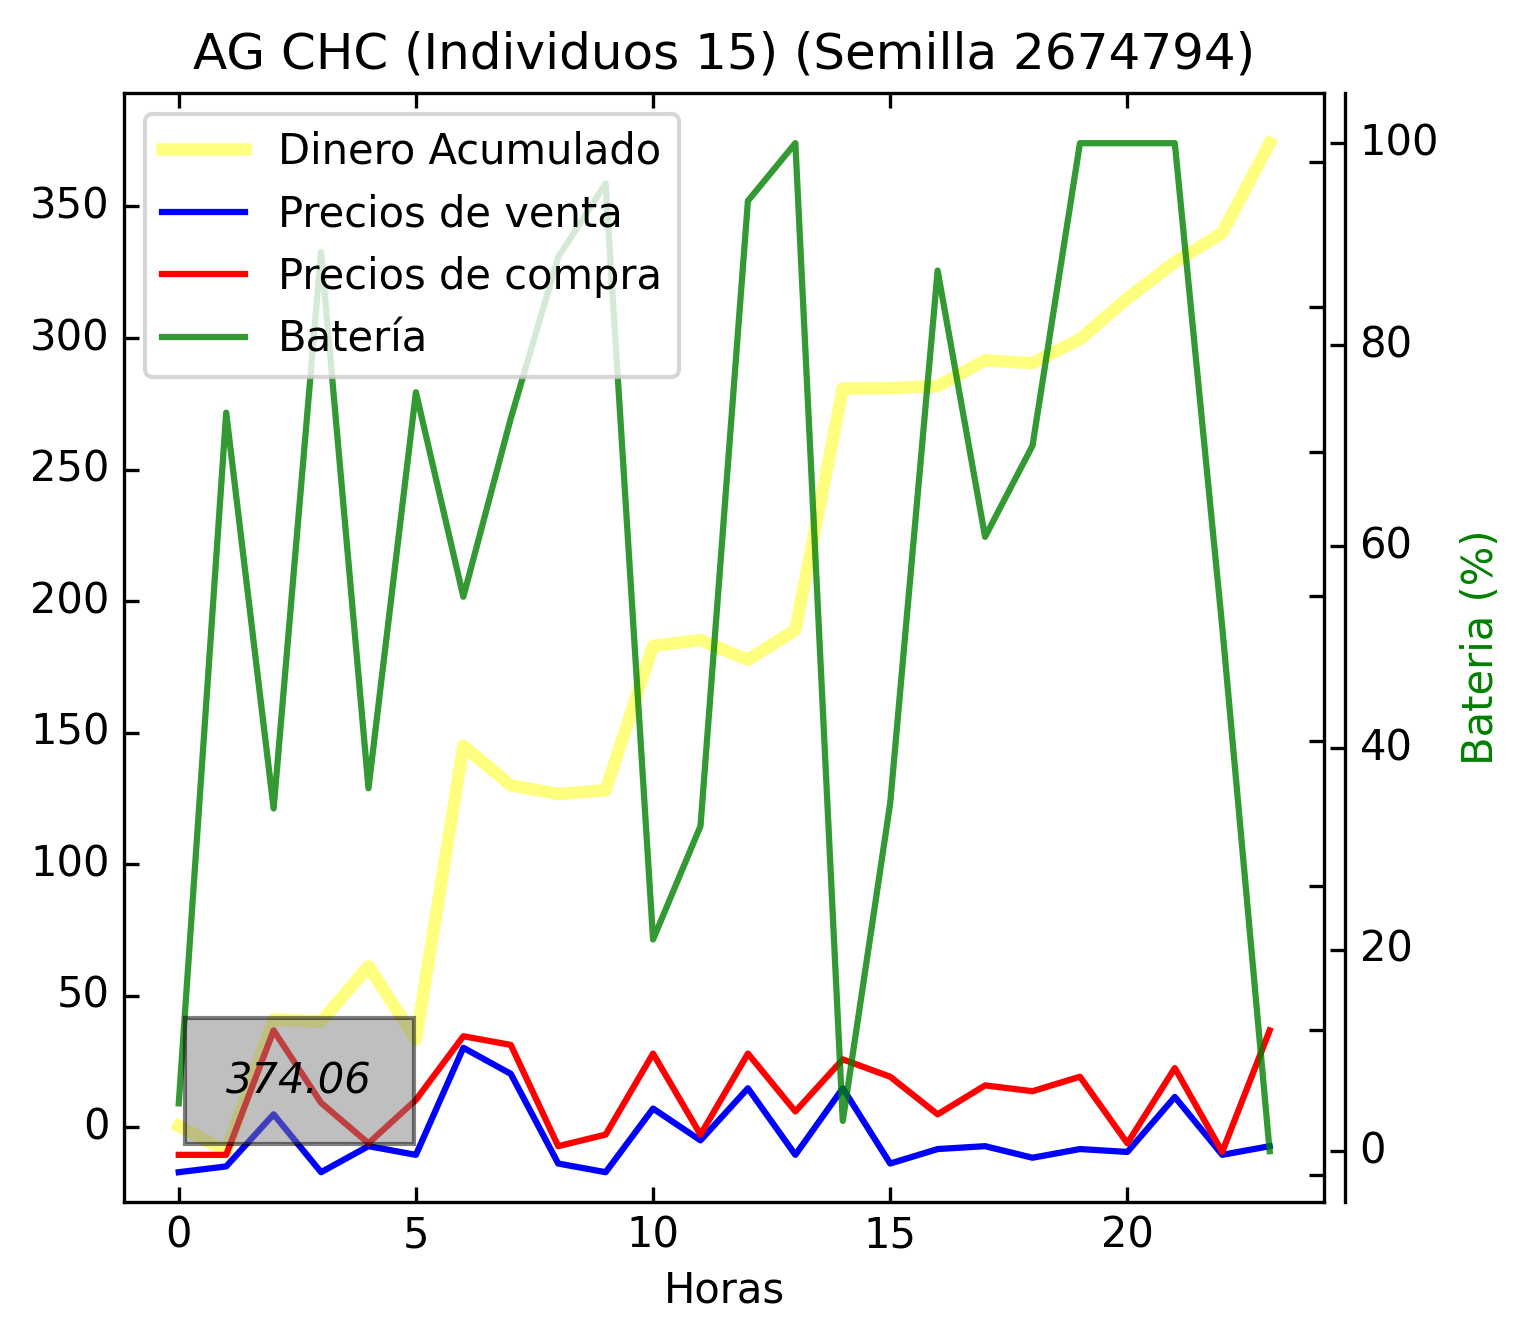 AG CHC (Individuos 15) (Semilla 2674794)
Dinero Acumulado
Precios de venta
Precios de compra
Batería
350
300
250
200
150
100
50
0
374.06
100
80
60
40
20
0
Bateria (%)
0 5 10 15 20
Horas